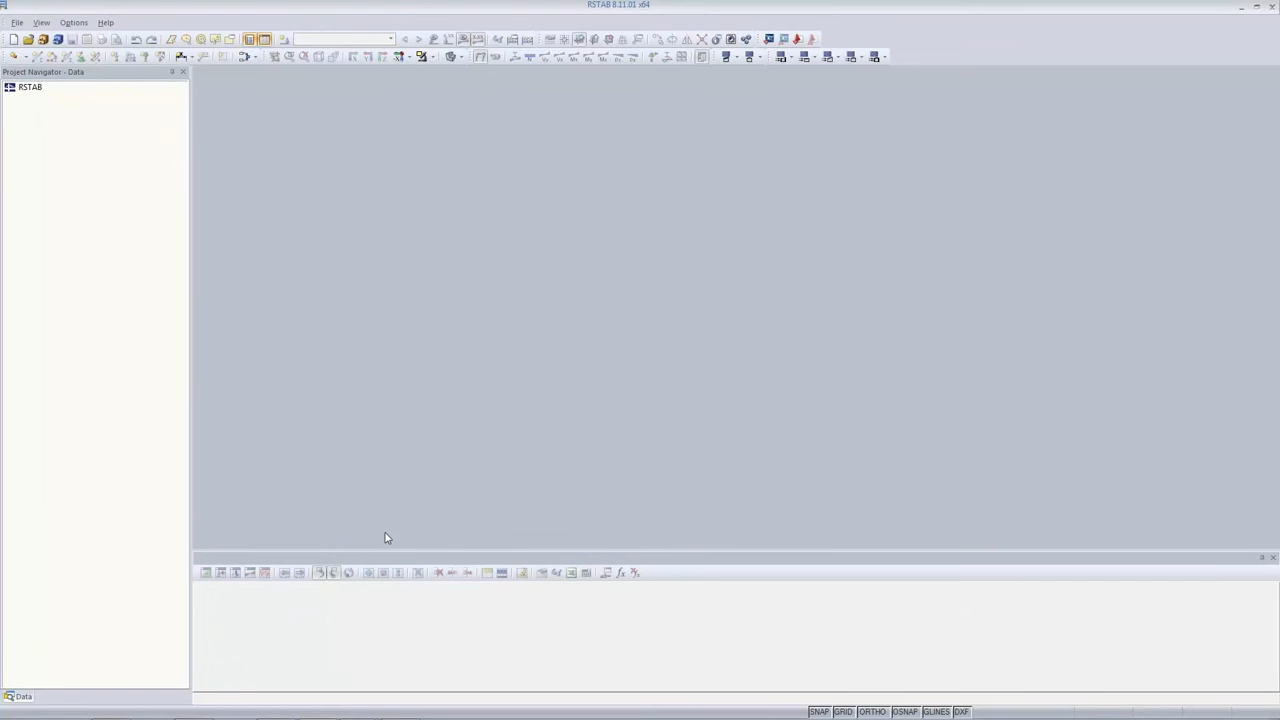 RSTAB 8.11.01 x64
File View Options Help
Project Navigator - Data
RSTAB
Data
SNAP GRID ORTHO OSNAP GLINES DXF